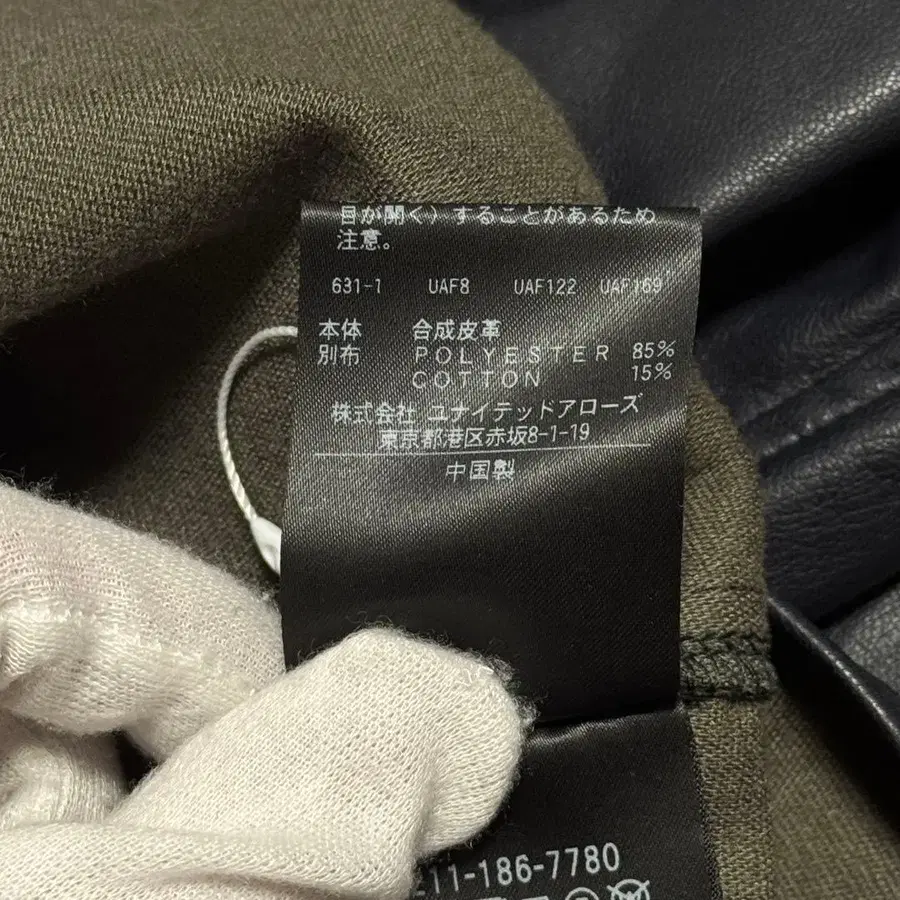 目が開く）することがあるため
注意。
631-1 UAF8 UAF122 UAF169
本体 合成皮革
別布 POLYESTER 85%
COTTON 15%
株式会社 ユナイテッドアローズ
東京都港区赤坂8-1-19
中国製
211-186-7780